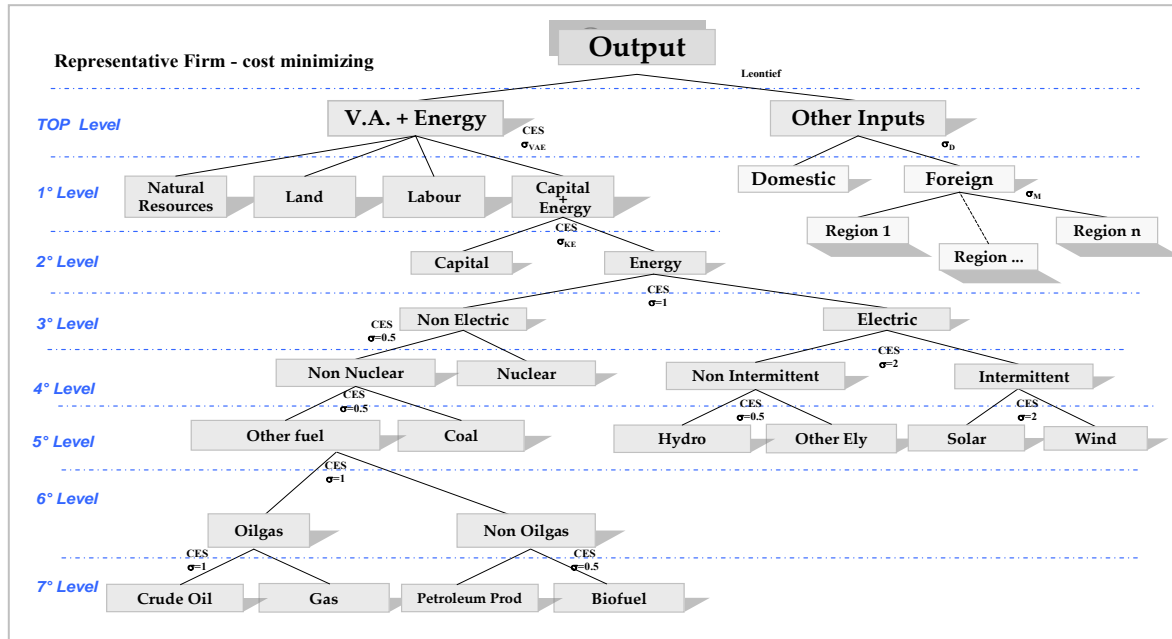 Output
Representative Firm - cost minimizing
Leontief
TOP Level
V.A. + Energy
Other Inputs
CES
σVAE
σD
1° Level
Natural
Resources
Land
Labour
Capital
+
Energy
Domestic
Foreign
σM
Region 1
Region ...
Region n
CES
σKE
2° Level
Capital
Energy
CES
σ=1
3° Level
Non Electric
Electric
CES
σ=0.5
CES
σ=2
4° Level
Non Nuclear
Nuclear
Non Intermittent
Intermittent
CES
σ=0.5
CES
σ=0.5
CES
σ=2
5° Level
Other fuel
Coal
Hydro
Other Ely
Solar
Wind
CES
σ=1
6° Level
Oilgas
Non Oilgas
CES
σ=1
CES
σ=0.5
7° Level
Crude Oil
Gas
Petroleum Prod
Biofuel